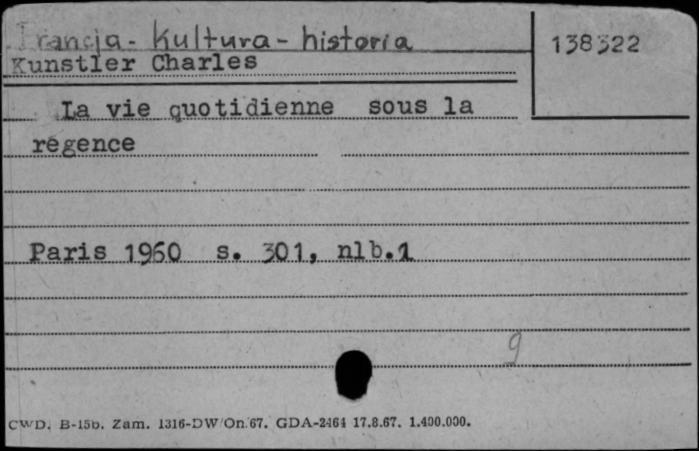 Francja - kultura - historia
138322
Kunstler Charles
La vie quotidienne sous la
régence
Paris 1960 s. 301, nlb.1
9
CWD. B-15b. Zam. 1316-DW/On.67. GDA-2464 17.8.67. 1.400.000.